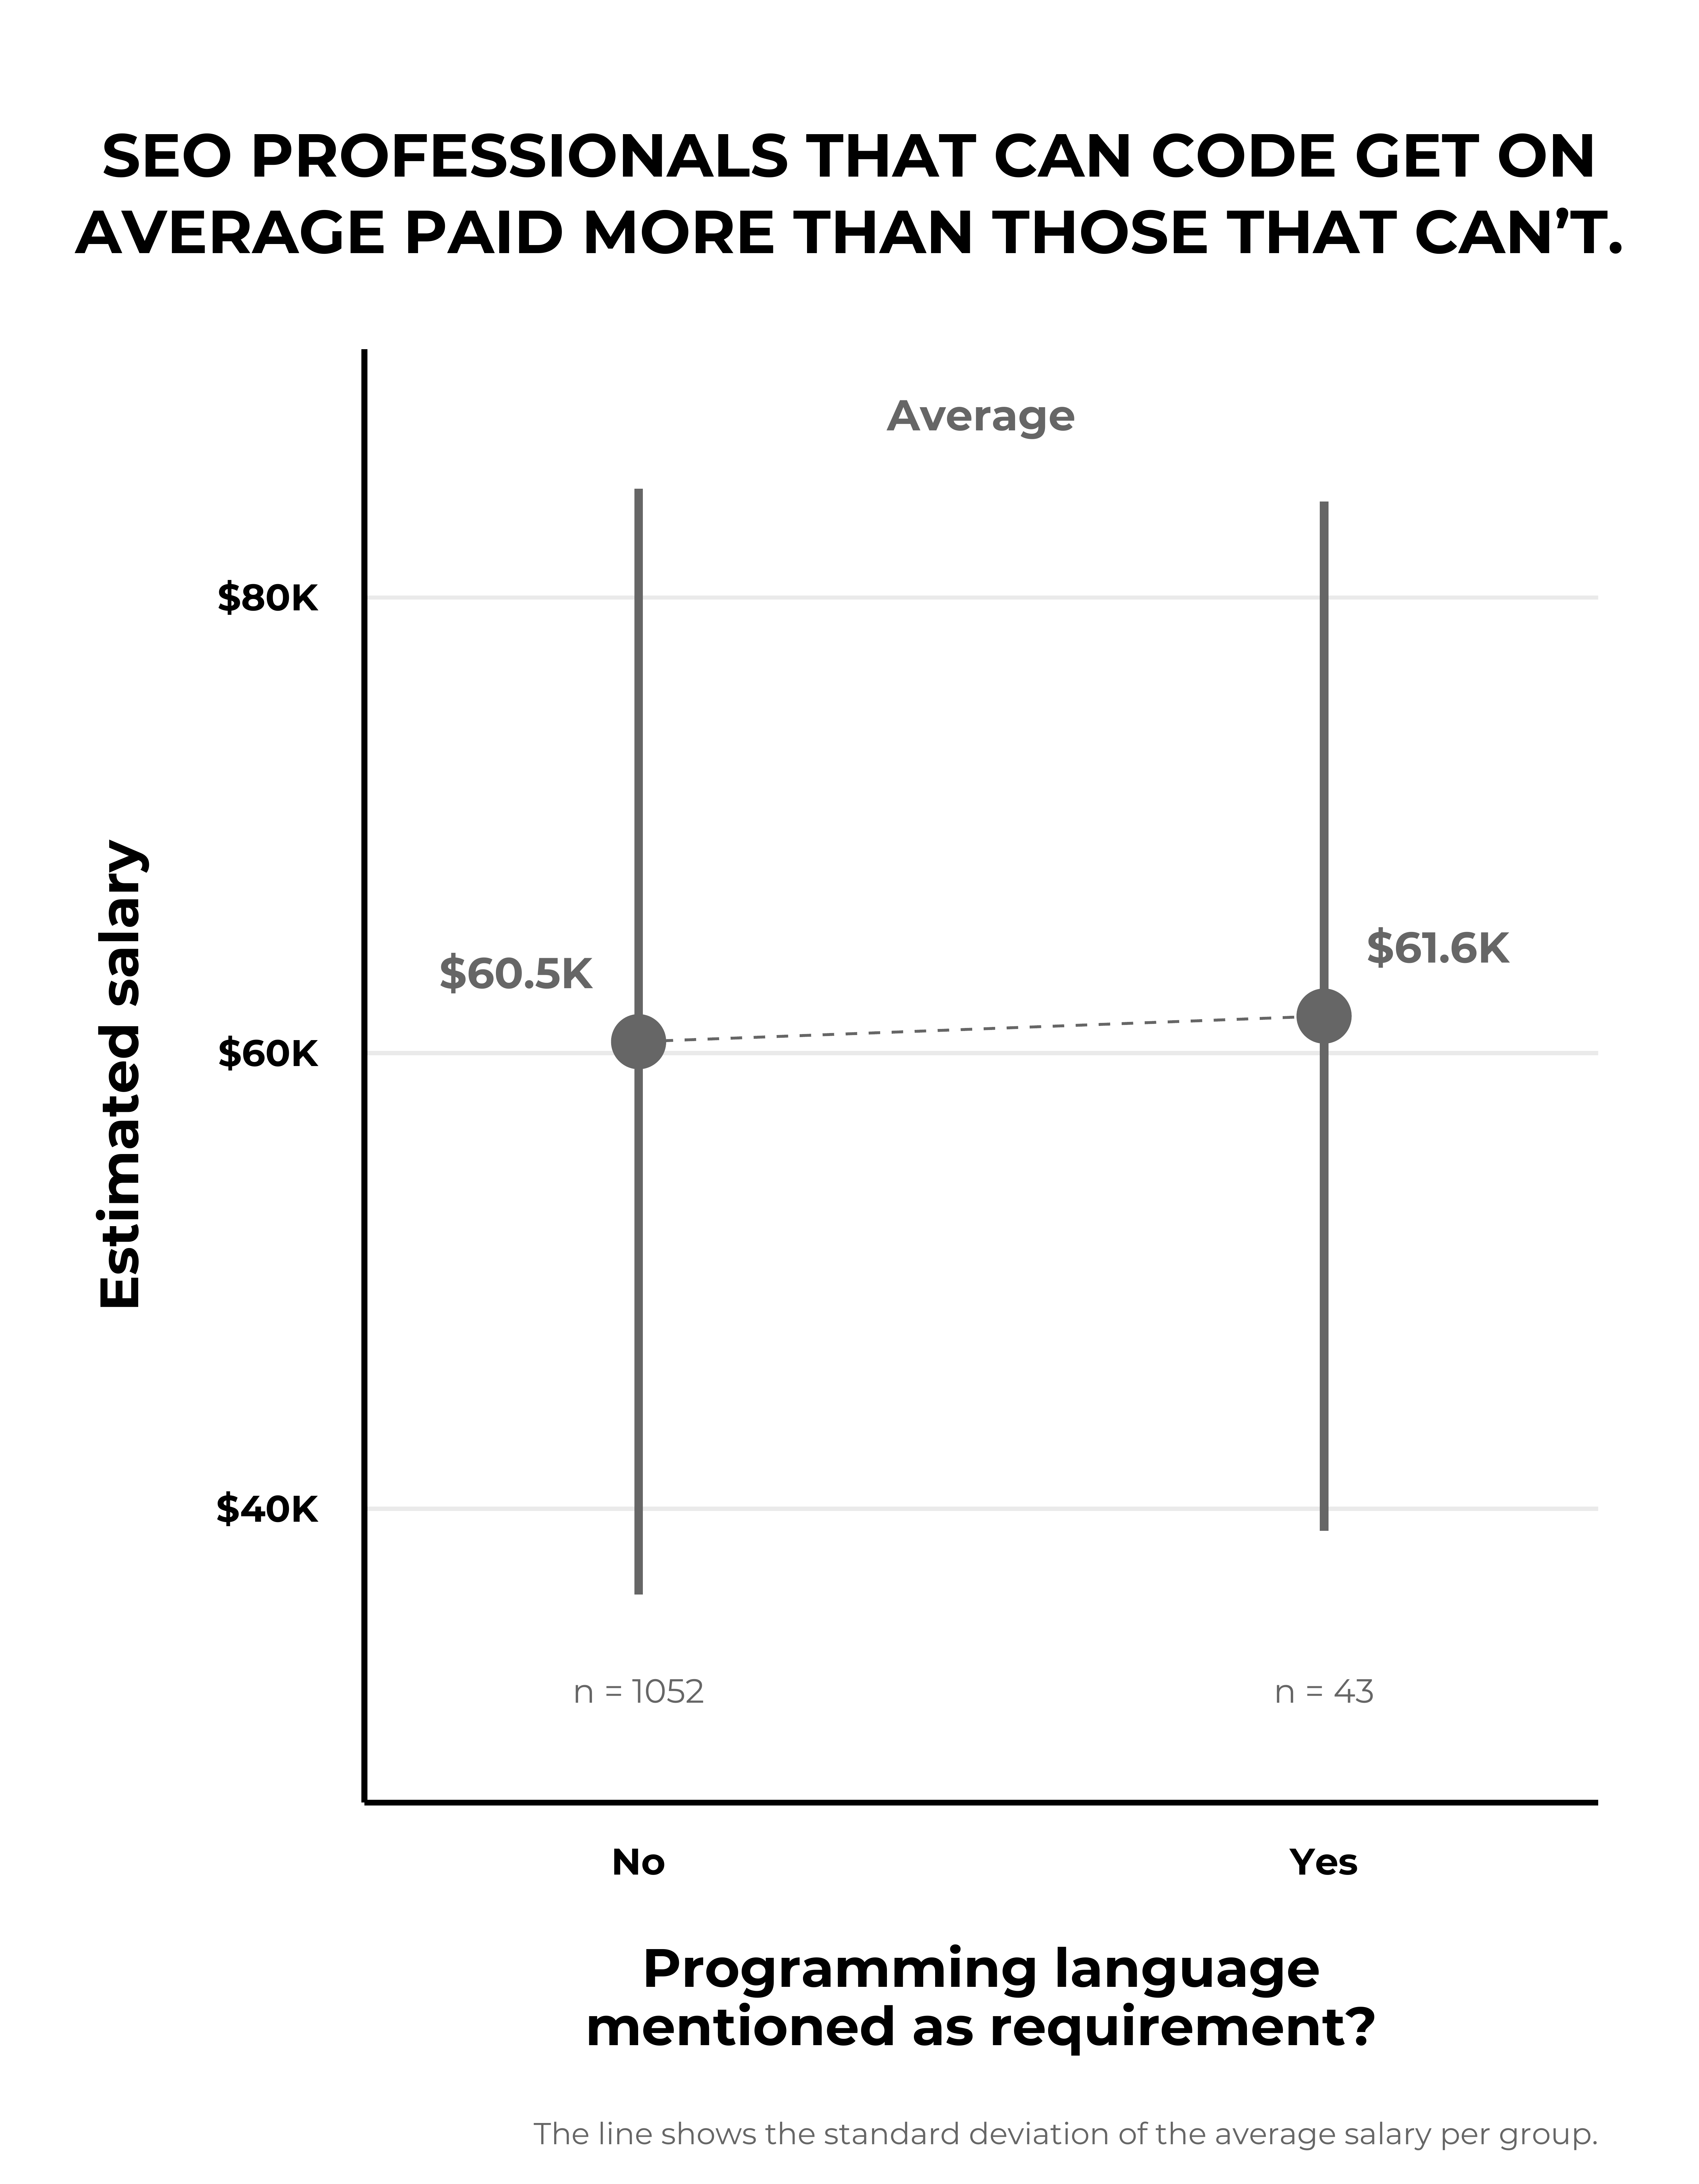 SEO PROFESSIONALS THAT CAN CODE GET ON
AVERAGE PAID MORE THAN THOSE THAT CAN’T.
Average
$80K
$61.6K
$60.5K
$60K
Estimated salary
$40K
n = 1052
n = 43
No
Yes
Programming language
mentioned as requirement?
The line shows the standard deviation of the average salary per group.